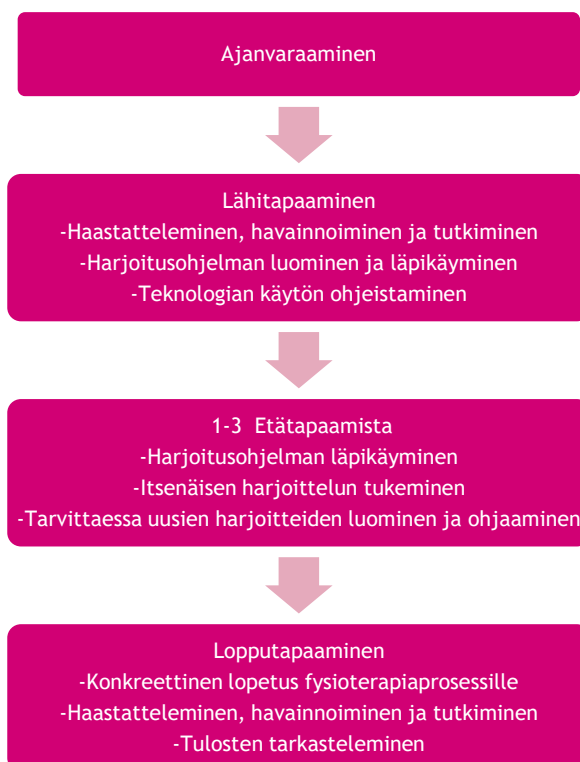 Ajanvaraaminen
Lähitapaaminen
-Haastatteleminen, havainnoiminen ja tutkiminen
-Harjoitusohjelman luominen ja läpikäyminen
-Teknologian käytön ohjeistaminen
1-3 Etätapaamista
-Harjoitusohjelman läpikäyminen
-Itsenäisen harjoittelun tukeminen
-Tarvittaessa uusien harjoitteiden luominen ja ohjaaminen
Lopputapaaminen
-Konkreettinen lopetus fysioterapiaprosessille
-Haastatteleminen, havainnoiminen ja tutkiminen
-Tulosten tarkasteleminen